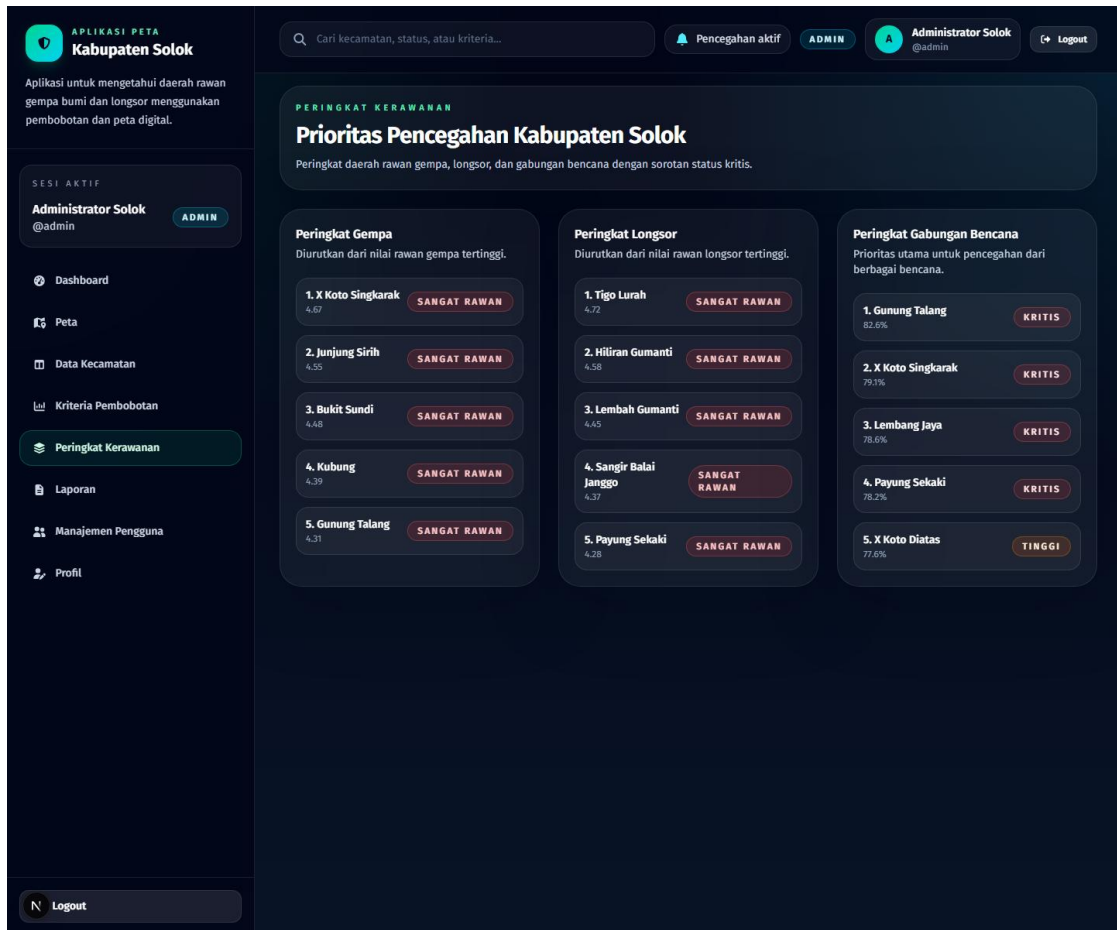 APLIKASI PETA
Kabupaten Solok
Aplikasi untuk mengetahui daerah rawan
gempa bumi dan longsor menggunakan
pembobotan dan peta digital.
SESI AKTIF
Administrator Solok
@admin
ADMIN
Dashboard
Peta
Data Kecamatan
Kriteria Pembobotan
Peringkat Kerawanan
Laporan
Manajemen Pengguna
Profil
N
Logout
Cari kecamatan, status, atau kriteria...
Pencegahan aktif
ADMIN
A
Administrator Solok
@admin
Logout
PERINGKAT KERAWANAN
Prioritas Pencegahan Kabupaten Solok
Peringkat daerah rawan gempa, longsor, dan gabungan bencana dengan sorotan status kritis.
Peringkat Gempa
Diurutkan dari nilai rawan gempa tertinggi.
1. X Koto Singkarak
4.67
SANGAT RAWAN
2. Junjung Sirih
4.55
SANGAT RAWAN
3. Bukit Sundi
4.48
SANGAT RAWAN
4. Kubung
4.39
SANGAT RAWAN
5. Gunung Talang
4.31
SANGAT RAWAN
Peringkat Longsor
Diurutkan dari nilai rawan longsor tertinggi.
1. Tigo Lurah
4.72
SANGAT RAWAN
2. Hiliran Gumanti
4.58
SANGAT RAWAN
3. Lembah Gumanti
4.45
SANGAT RAWAN
4. Sangir Balai
Janggo
4.37
SANGAT
RAWAN
5. Payung Sekaki
4.28
SANGAT RAWAN
Peringkat Gabungan Bencana
Prioritas utama untuk pencegahan dari
berbagai bencana.
1. Gunung Talang
82.6%
KRITIS
2. X Koto Singkarak
79.1%
KRITIS
3. Lembang Jaya
78.6%
KRITIS
4. Payung Sekaki
78.2%
KRITIS
5. X Koto Diatas
77.6%
TINGGI